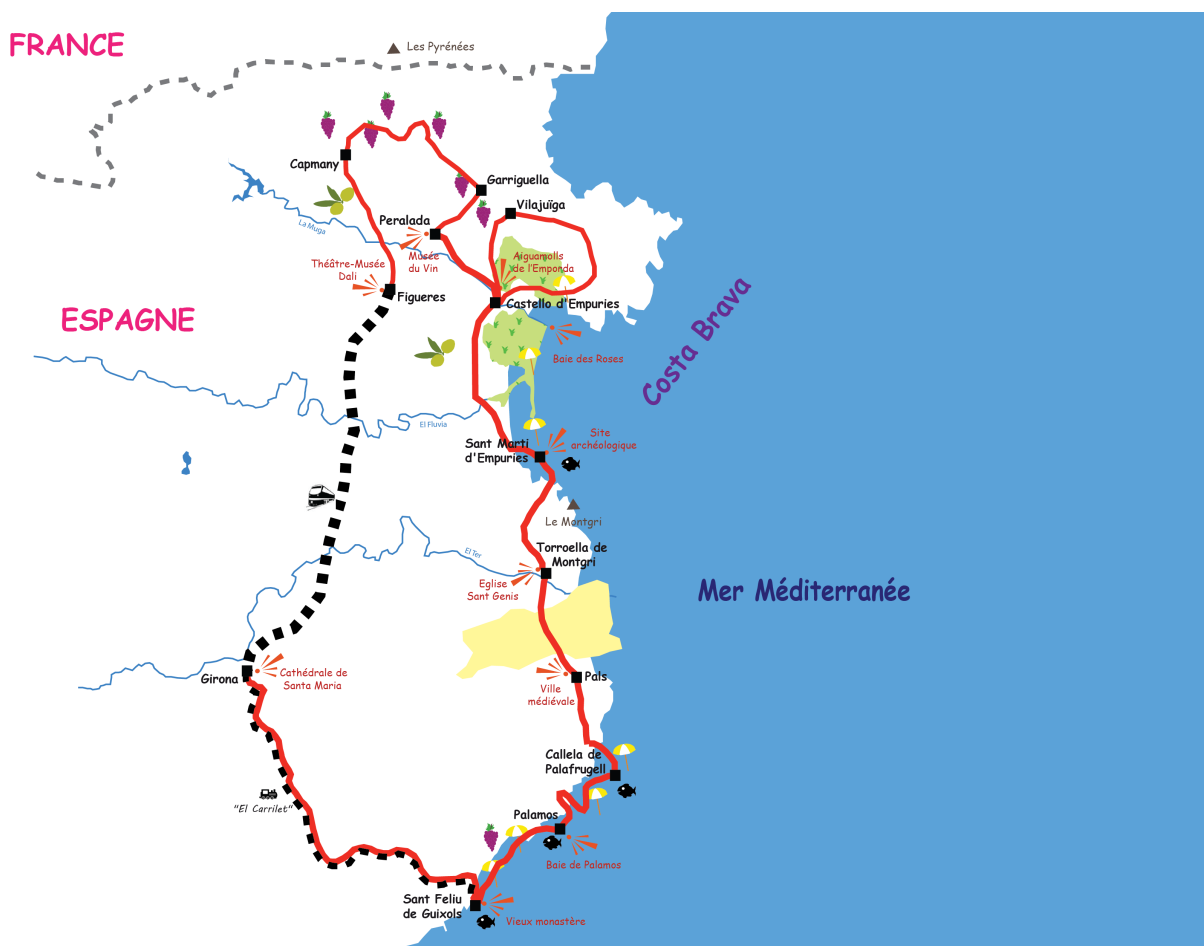 FRANCE
Les Pyrénées
Capmany
Garriguella
Vilajuïga
Peralada
La Muga
Musée
du Vin
Aiguamolls
de l'Emponda
Théâtre-Musée
Dali
Figueres
Castello d'Empuries
ESPAGNE
Costa Brava
Baie des Roses
El Fluvia
Site
archéologique
Sant Marti
d'Empuries
Le Montgri
El Ter
Torroella de
Montgri
Eglise
Sant Genis
Mer Méditerranée
Girona
Cathédrale de
Santa Maria
Pals
Ville
médiévale
Callela de
Palafrugell
"El Carrilet"
Palamos
Baie de Palamos
Sant Feliu
de Guixols
Vieux monastère